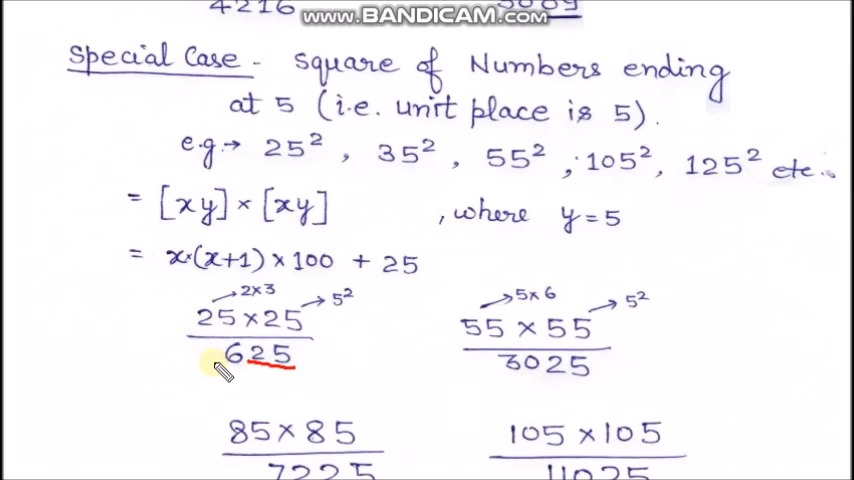 4216 5009
www.BANDICAM.com
Special Case - square of Numbers ending
at 5 (i.e. unit place is 5).
e.g.→ 25², 35², 55², 105², 125² etc.
= [xy] × [xy] , where y=5
= x·(x+1) × 100 + 25
2×3 5² 5×6 5²
25×25 55 × 55
625 3025
85×85 105 ×105
7225 11025